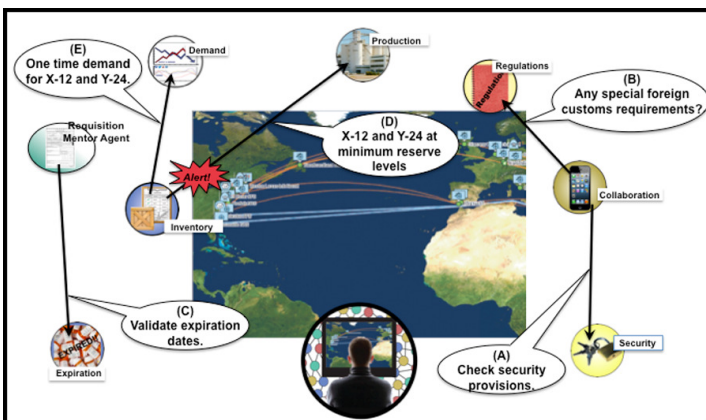 (E)
One time demand
for X-12 and Y-24.
Demand
Production
Regulations
Regulation
(B)
Any special foreign
customs requirements?
Requisition
Mentor Agent
(D)
X-12 and Y-24 at
minimum reserve
levels
Alert!
Collaboration
Inventory
(C)
Validate expiration
dates.
EXPIRED!
Expiration
(A)
Check security
provisions.
Security